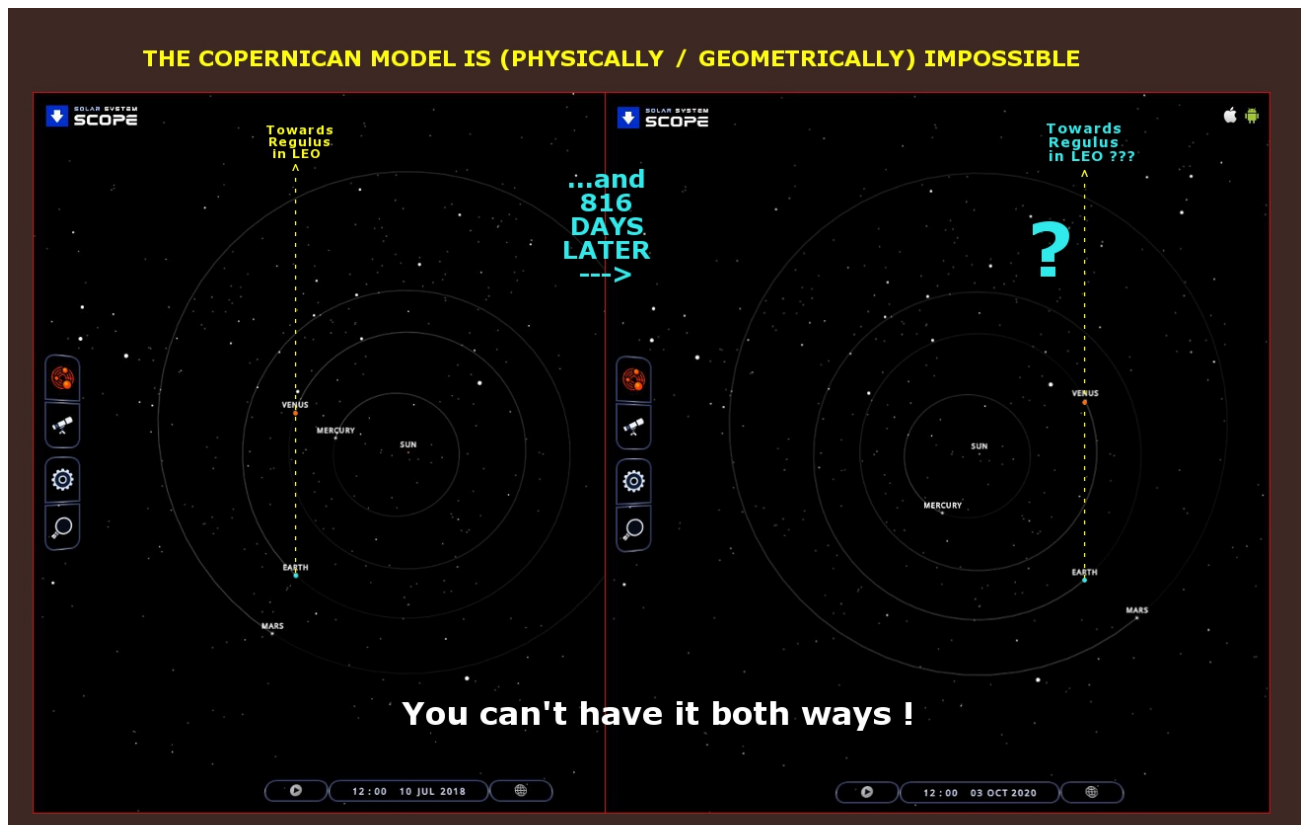 THE COPERNICAN MODEL IS (PHYSICALLY / GEOMETRICALLY) IMPOSSIBLE
SOLAR SYSTEM
SCOPE
Towards
Regulus
in LEO
...and
816
DAYS
LATER
--->
VENUS
MERCURY
SUN
EARTH
MARS
12:00 10 JUL 2018
SOLAR SYSTEM
SCOPE
Towards
Regulus
in LEO ???
?
VENUS
SUN
MERCURY
EARTH
MARS
You can't have it both ways !
12:00 03 OCT 2020